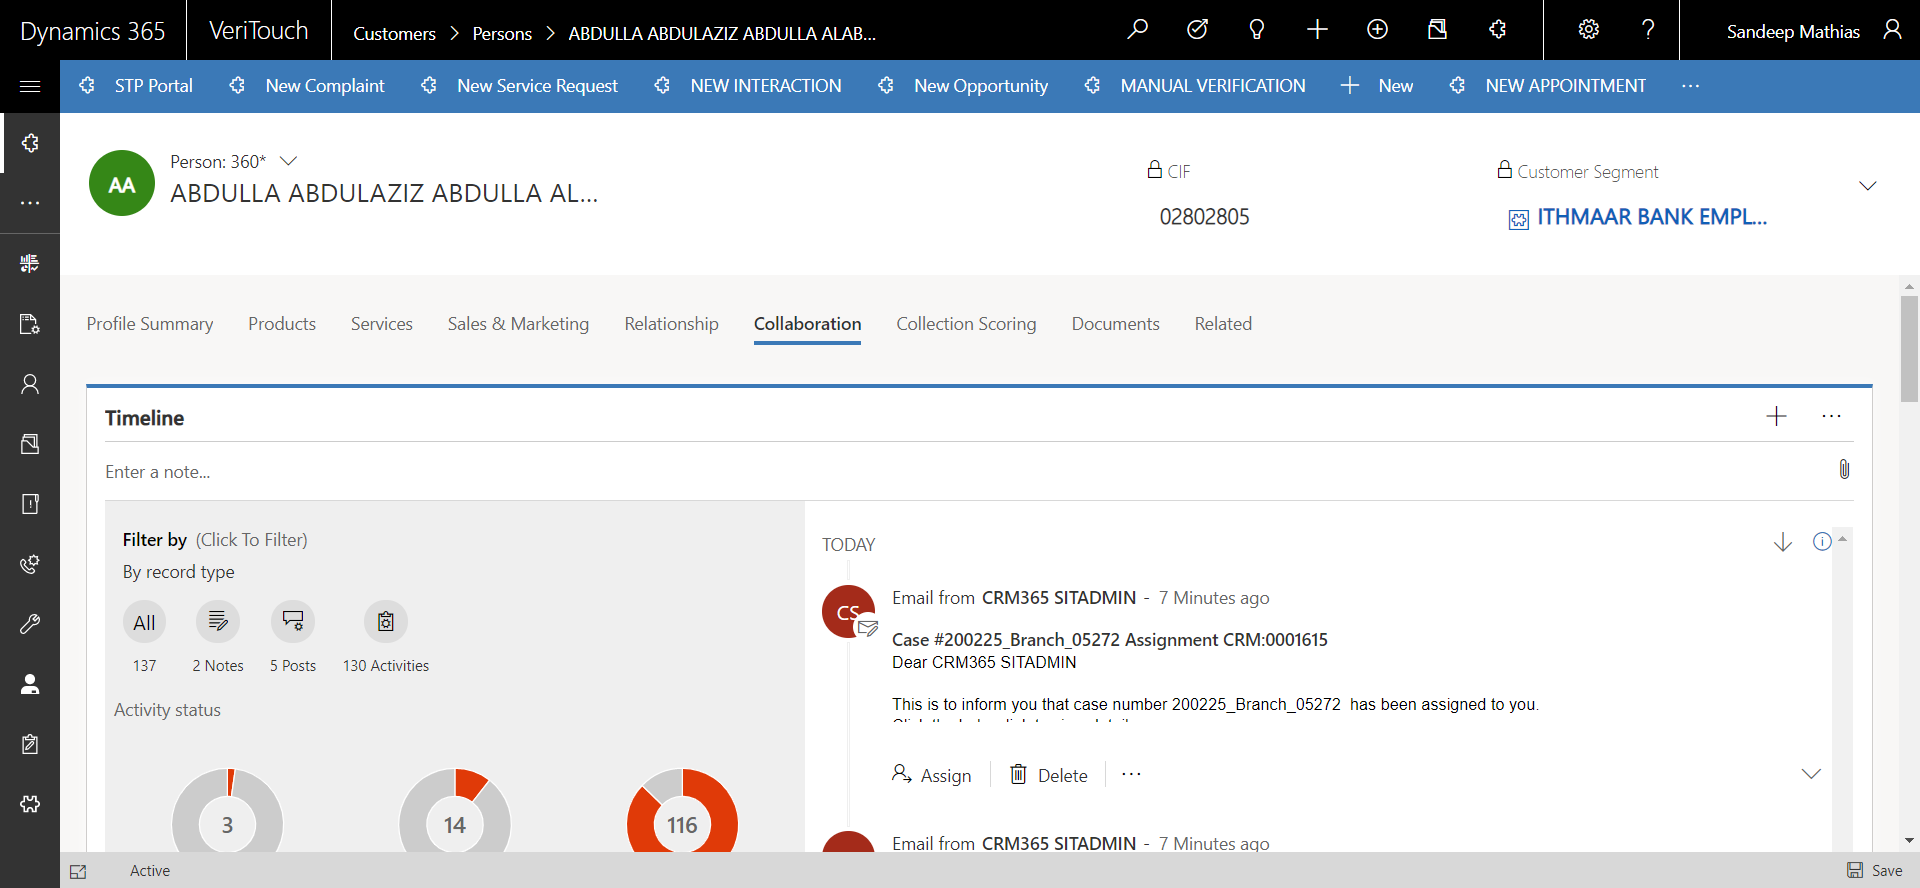 Dynamics 365
VeriTouch
Customers > Persons > ABDULLA ABDULAZIZ ABDULLA ALAB...
Sandeep Mathias
STP Portal
New Complaint
New Service Request
NEW INTERACTION
New Opportunity
MANUAL VERIFICATION
New
NEW APPOINTMENT
AA
Person: 360*
ABDULLA ABDULAZIZ ABDULLA AL...
CIF
02802805
Customer Segment
ITHMAAR BANK EMPL...
Profile Summary
Products
Services
Sales & Marketing
Relationship
Collaboration
Collection Scoring
Documents
Related
Timeline
Enter a note...
Filter by (Click To Filter)
By record type
All
137
2 Notes
5 Posts
130 Activities
Activity status
3
14
116
TODAY
CS
Email from CRM365 SITADMIN - 7 Minutes ago
Case #200225_Branch_05272 Assignment CRM:0001615
Dear CRM365 SITADMIN
This is to inform you that case number 200225_Branch_05272 has been assigned to you.
Assign
Delete
Email from CRM365 SITADMIN - 7 Minutes ago
Active
Save